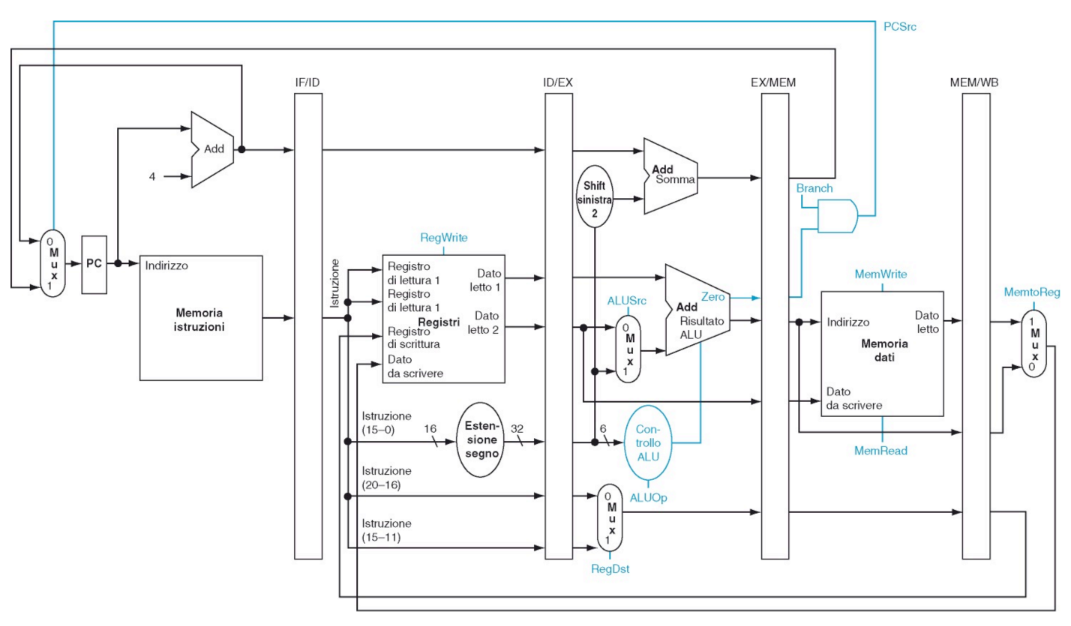 PCSrc
IF/ID
ID/EX
EX/MEM
MEM/WB
Add
4
Add
Somma
Shift
sinistra
2
Branch
0
M
u
x
1
PC
Indirizzo
Memoria
istruzioni
Istruzione
RegWrite
Registro
di lettura 1
Registro
di lettura 1
Registri
Registro
di scrittura
Dato
da scrivere
Dato
letto 1
Dato
letto 2
ALUSrc
0
M
u
x
1
Add
Zero
Risultato
ALU
MemWrite
Indirizzo
Dato
letto
Memoria
dati
Dato
da scrivere
MemRead
MemtoReg
1
M
u
x
0
Istruzione
(15–0)
16
Esten-
sione
segno
32
6
Con-
trollo
ALU
ALUOp
Istruzione
(20–16)
Istruzione
(15–11)
0
M
u
x
1
RegDst